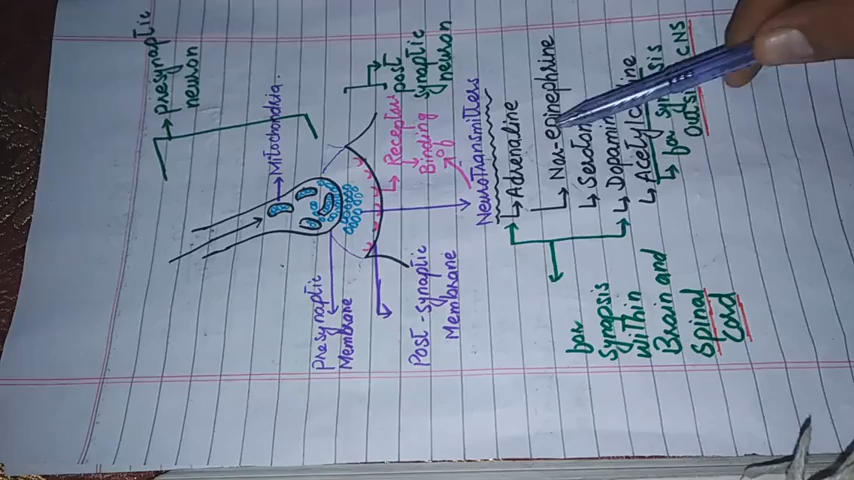 presynaptic
neuron
Mitochondria.
Receptor
Binding
of
post
synaptic
neuron
Presynaptic
Membrane
Post-synaptic
Membrane
Neurotransmitters
Adrenaline
Nor-epinephrine
Dopamin
for
synapsis
within
Brain and
Spinal
Cord
CNS